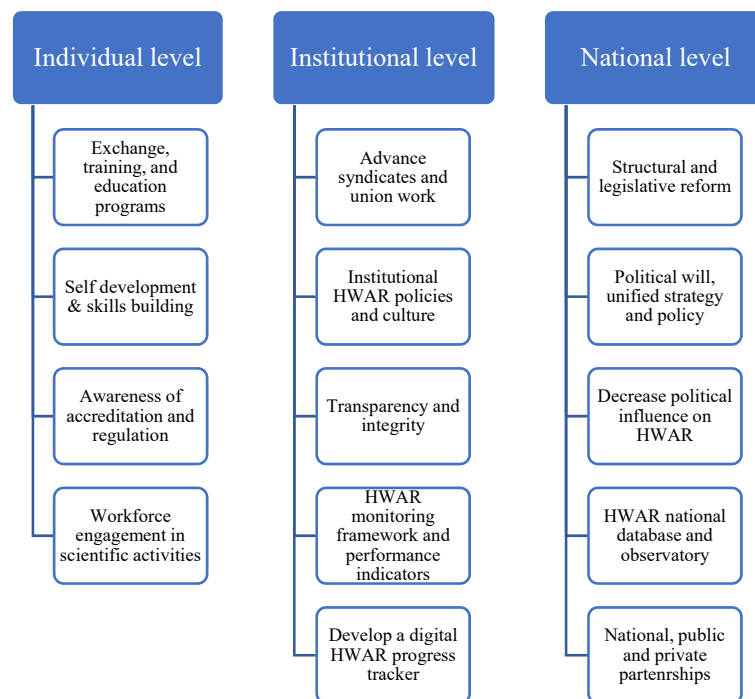 Individual level
Exchange,
training, and
education
programs
Self development
& skills building
Awareness of
accreditation and
regulation
Workforce
engagement in
scientific activities
Institutional level
Advance
syndicates and
union work
Institutional
HWAR policies
and culture
Transparency and
integrity
HWAR
monitoring
framework and
performance
indicators
Develop a digital
HWAR progress
tracker
National level
Structural and
legislative reform
Political will,
unified strategy
and policy
Decrease political
influence on
HWAR
HWAR national
database and
observatory
National, public
and private
partenrships